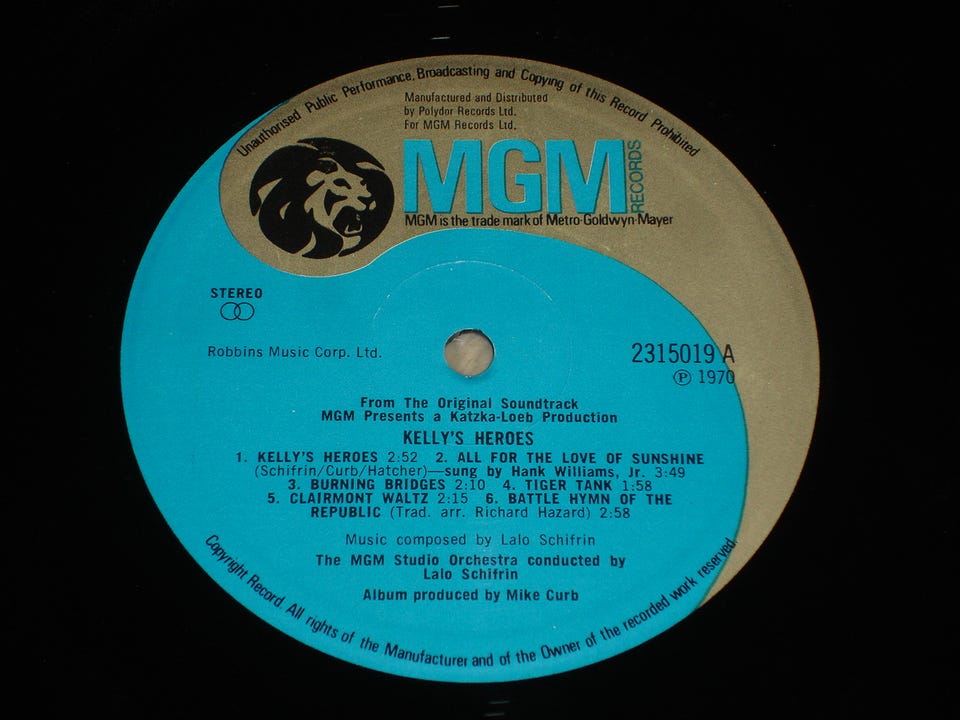 Unauthorised Public Performance, Broadcasting and Copying of this Record Prohibited
Manufactured and Distributed
by Polydor Records Ltd.
For MGM Records Ltd.
MGM RECORDS
MGM is the trade mark of Metro-Goldwyn-Mayer
STEREO
Robbins Music Corp. Ltd.
2315019 A
Ⓟ 1970
From The Original Soundtrack
MGM Presents a Katzka-Loeb Production
KELLY'S HEROES
1. KELLY'S HEROES 2:52 2. ALL FOR THE LOVE OF SUNSHINE
(Schifrin/Curb/Hatcher)—sung by Hank Williams, Jr. 3:49
3. BURNING BRIDGES 2:10 4. TIGER TANK 1:58
5. CLAIRMONT WALTZ 2:15 6. BATTLE HYMN OF THE
REPUBLIC (Trad. arr. Richard Hazard) 2:58
Music composed by Lalo Schifrin
The MGM Studio Orchestra conducted by
Lalo Schifrin
Album produced by Mike Curb
Copyright Record. All rights of the Manufacturer and of the Owner of the recorded work reserved.